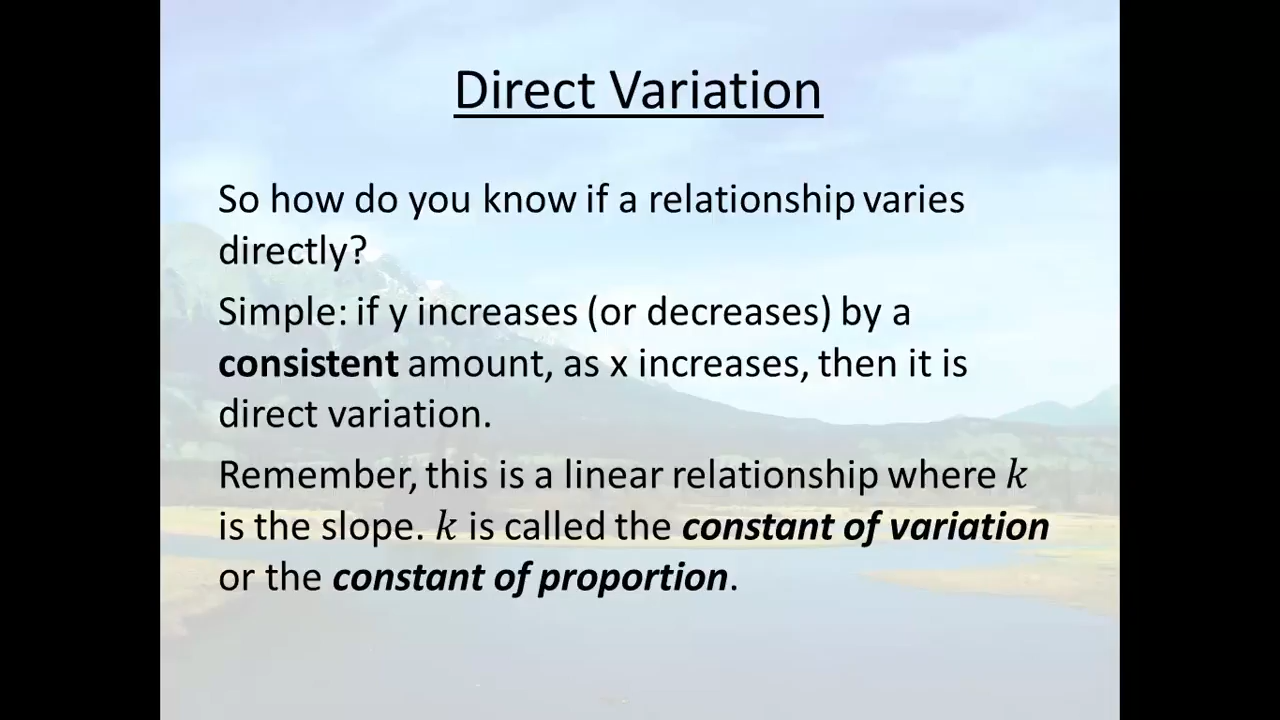 Direct Variation
So how do you know if a relationship varies
directly?
Simple: if y increases (or decreases) by a
consistent amount, as x increases, then it is
direct variation.
Remember, this is a linear relationship where k
is the slope. k is called the constant of variation
or the constant of proportion.